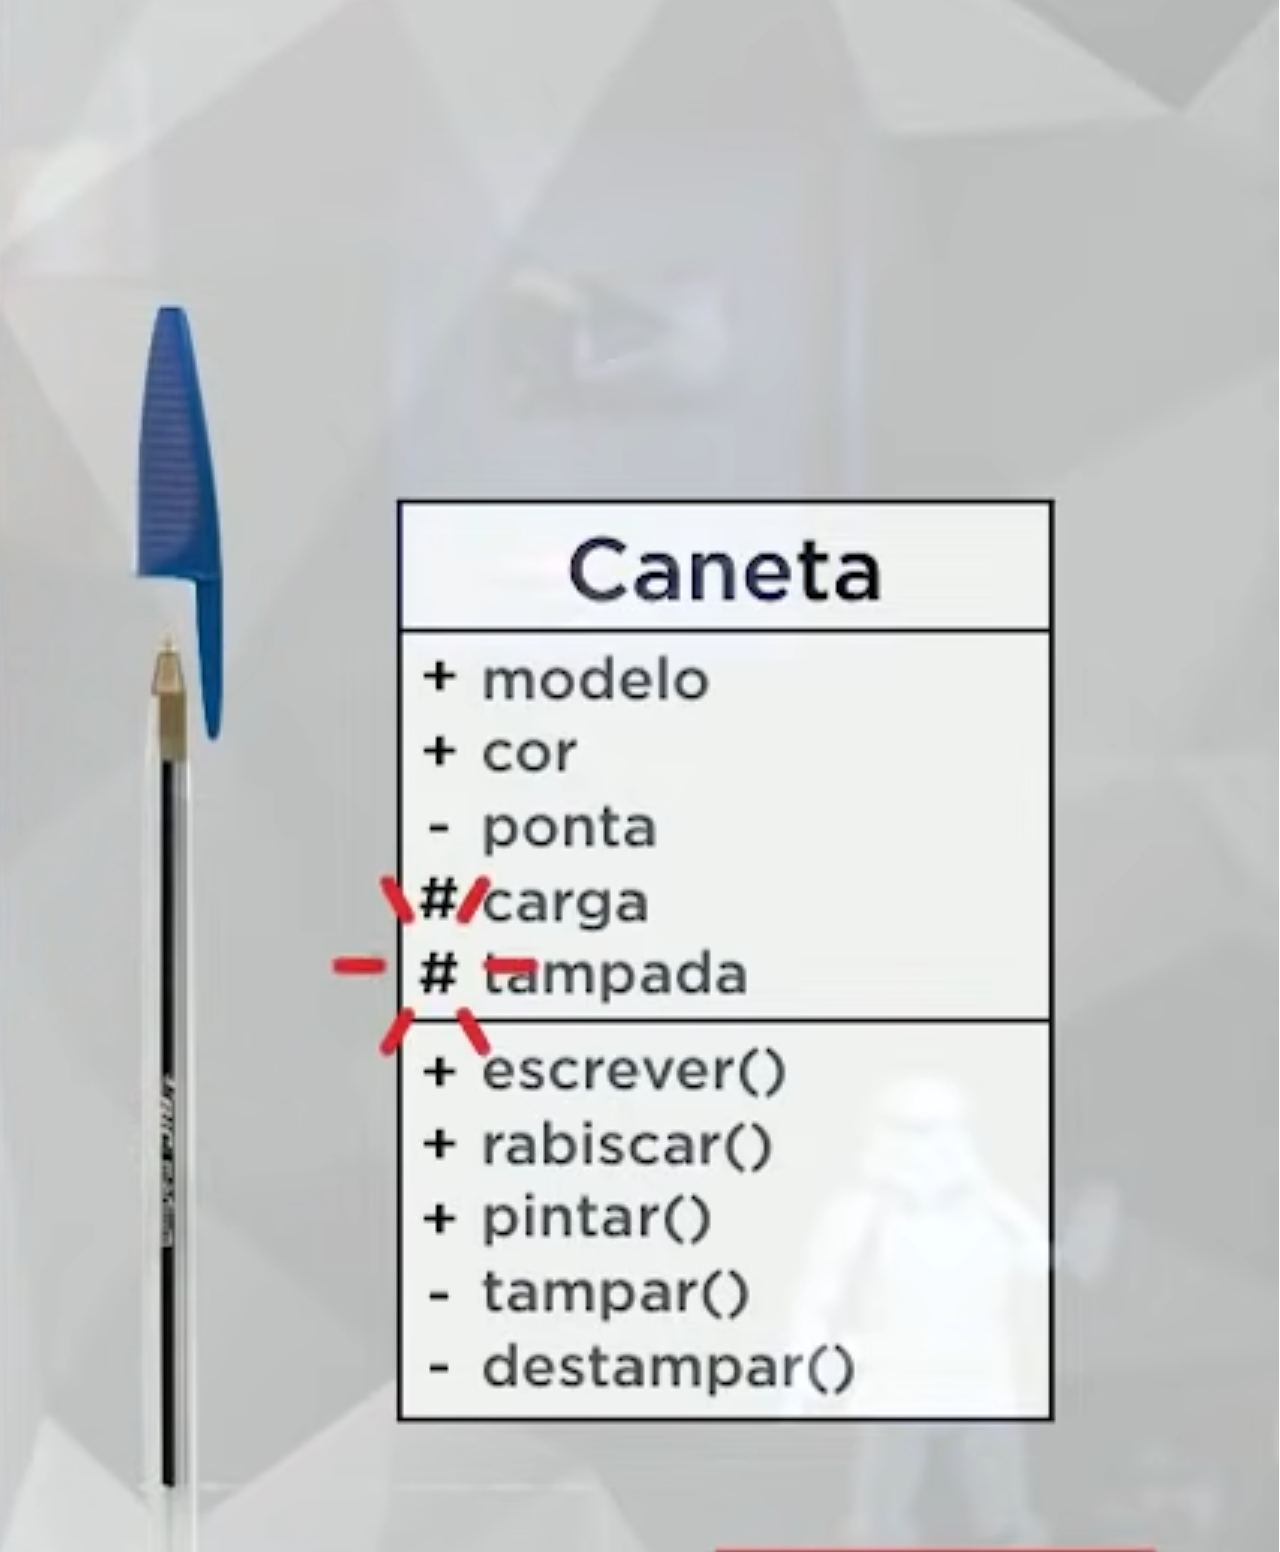 Caneta
+ modelo
+ cor
- ponta
# carga
# tampada
+ escrever()
+ rabiscar()
+ pintar()
- tampar()
- destampar()